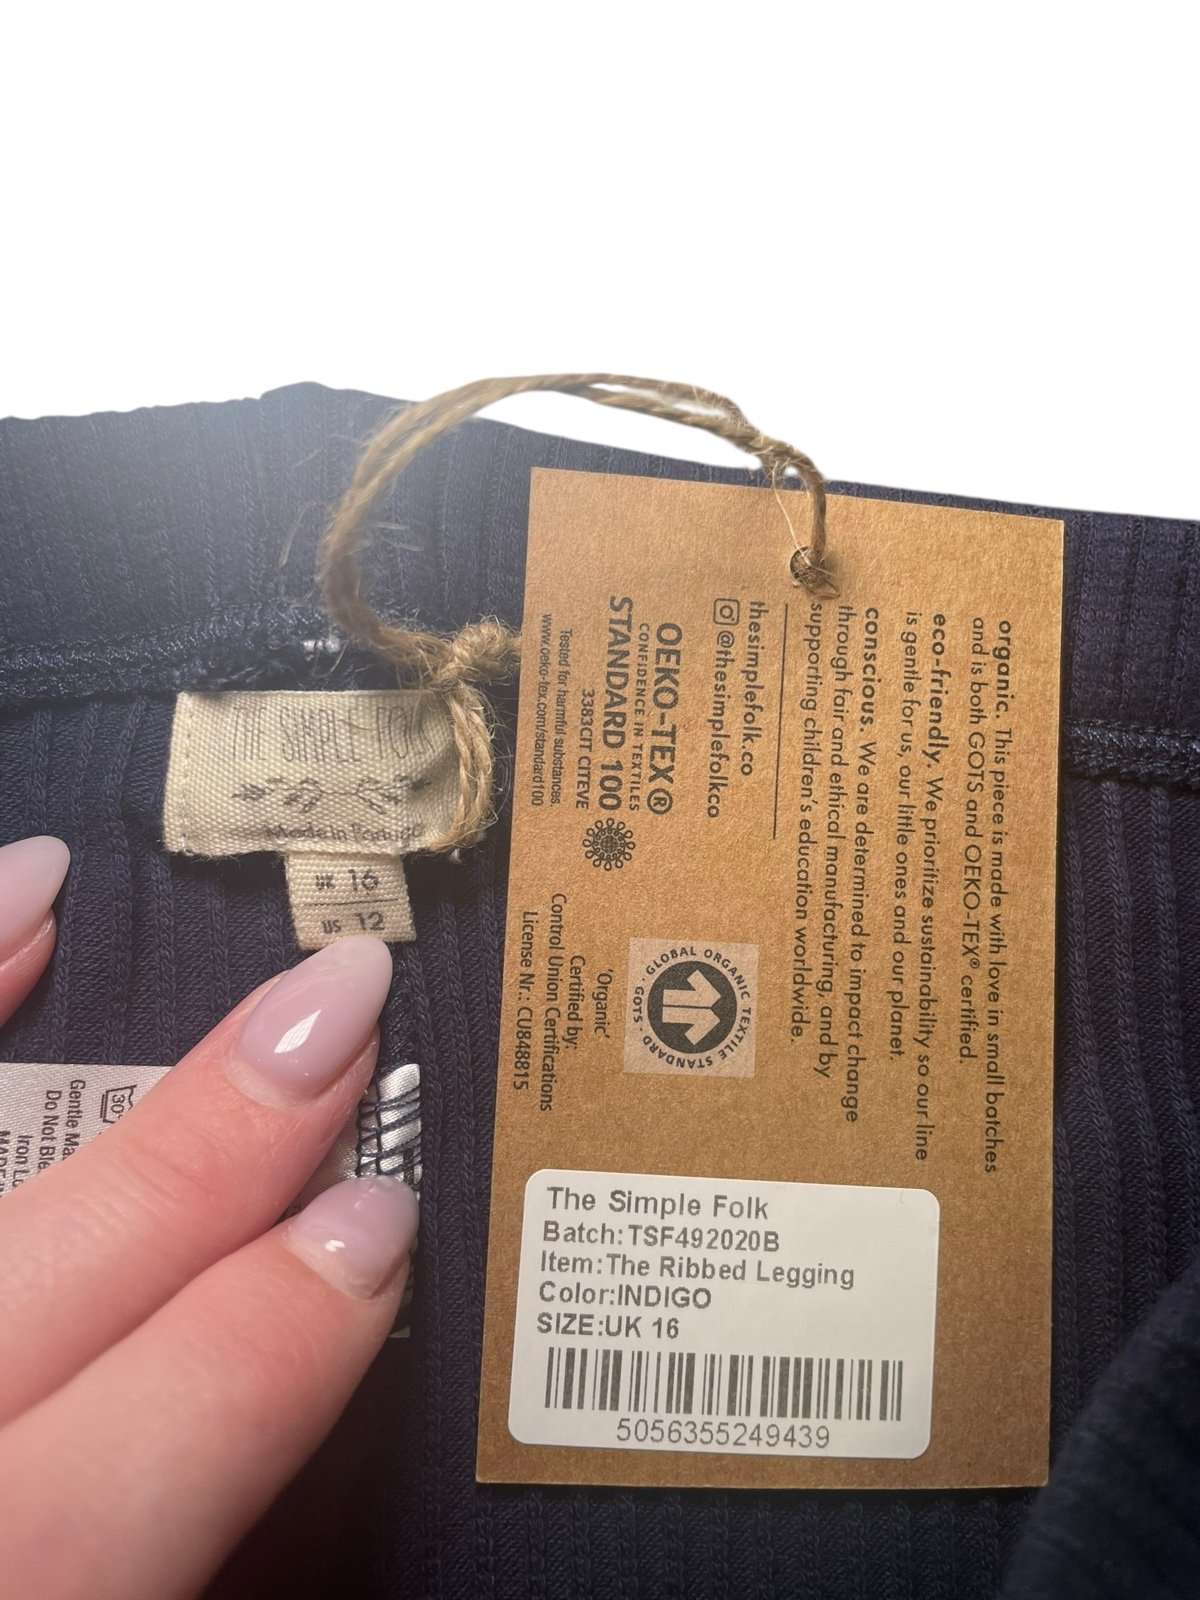 THE SIMPLE FOLK
Made in Portugal
UK 16
US 12
30°
Gentle
Do Not
Iron
organic. This piece is made with love in small batches
and is both GOTS and OEKO-TEX® certified.
eco-friendly. We prioritize sustainability so our line
is gentle for us, our little ones and our planet.
conscious. We are determined to impact change
through fair and ethical manufacturing, and by
supporting children's education worldwide.
thesimplefolk.co
@thesimplefolkco
OEKO-TEX®
CONFIDENCE IN TEXTILES
STANDARD 100
3383CIT CITEVE
Tested for harmful substances.
www.oeko-tex.com/standard100
GLOBAL ORGANIC TEXTILE STANDARD · GOTS ·
'Organic'
Certified by:
Control Union Certifications
License Nr.: CU848815
The Simple Folk
Batch:TSF492020B
Item:The Ribbed Legging
Color:INDIGO
SIZE:UK 16
5056355249439